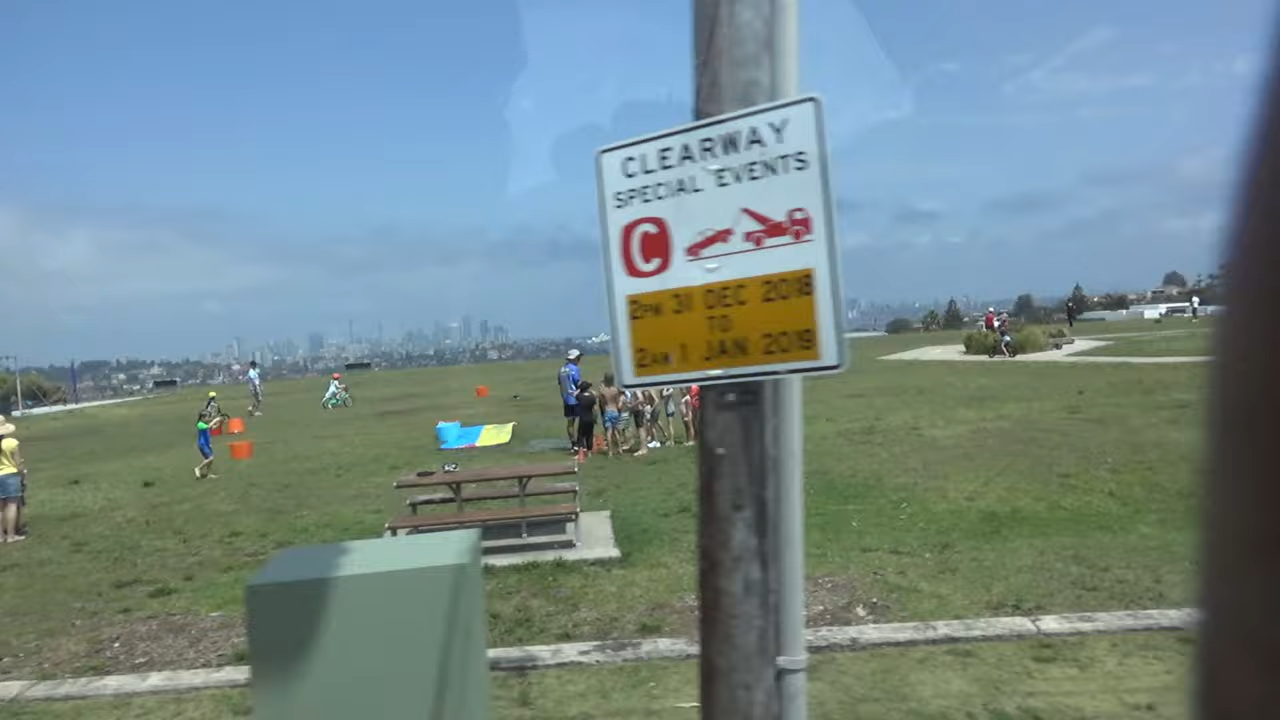 CLEARWAY
SPECIAL EVENTS
C
2PM 31 DEC 2018
TO
2AM 1 JAN 2019